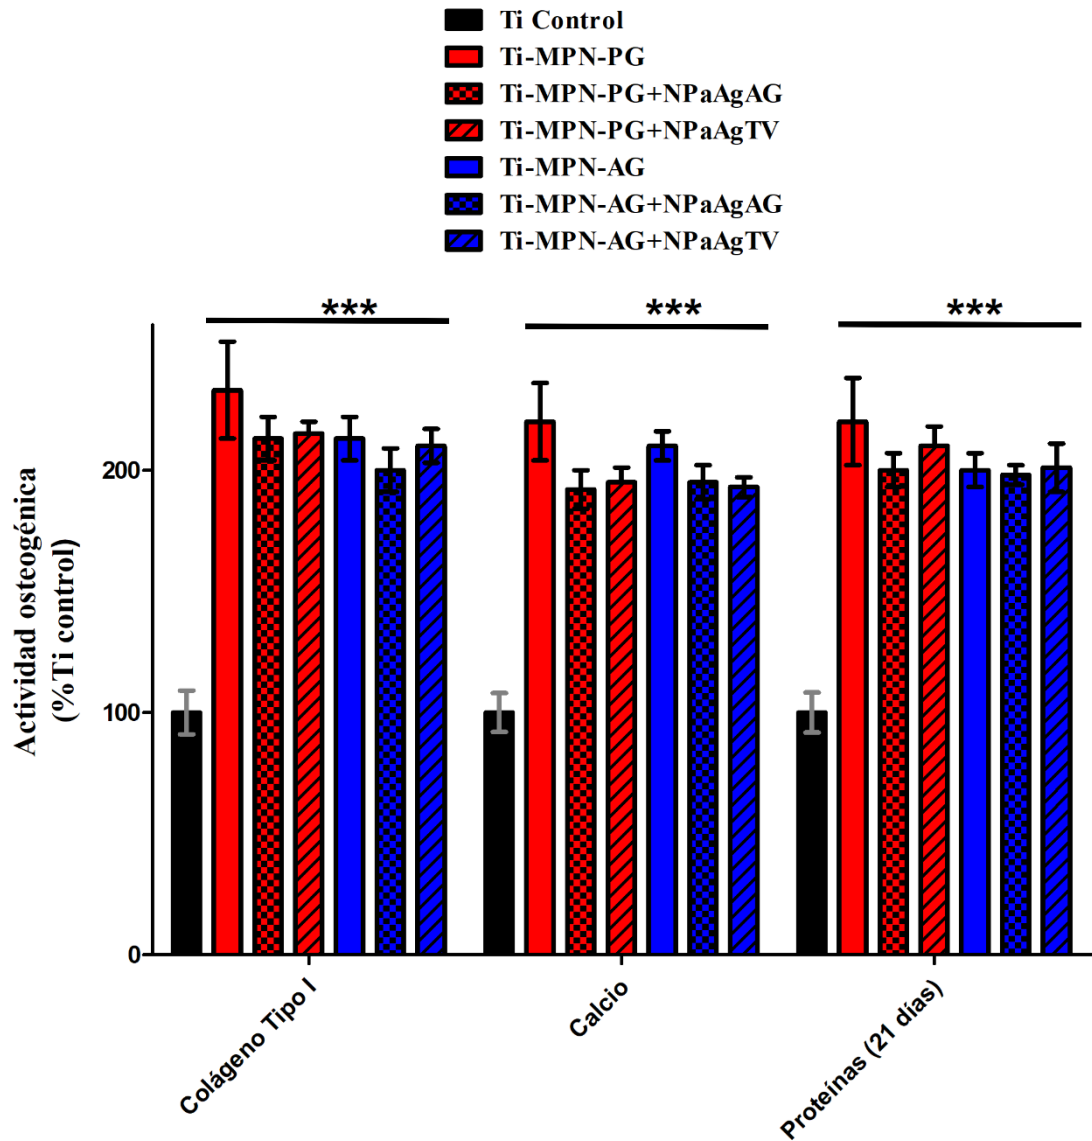 Ti Control
Ti-MPN-PG
Ti-MPN-PG+NPaAgAG
Ti-MPN-PG+NPaAgTV
Ti-MPN-AG
Ti-MPN-AG+NPaAgAG
Ti-MPN-AG+NPaAgTV
***
***
***
Actividad osteogénica
(%Ti control)
200
100
0
Colágeno Tipo I
Calcio
Proteínas (21 días)